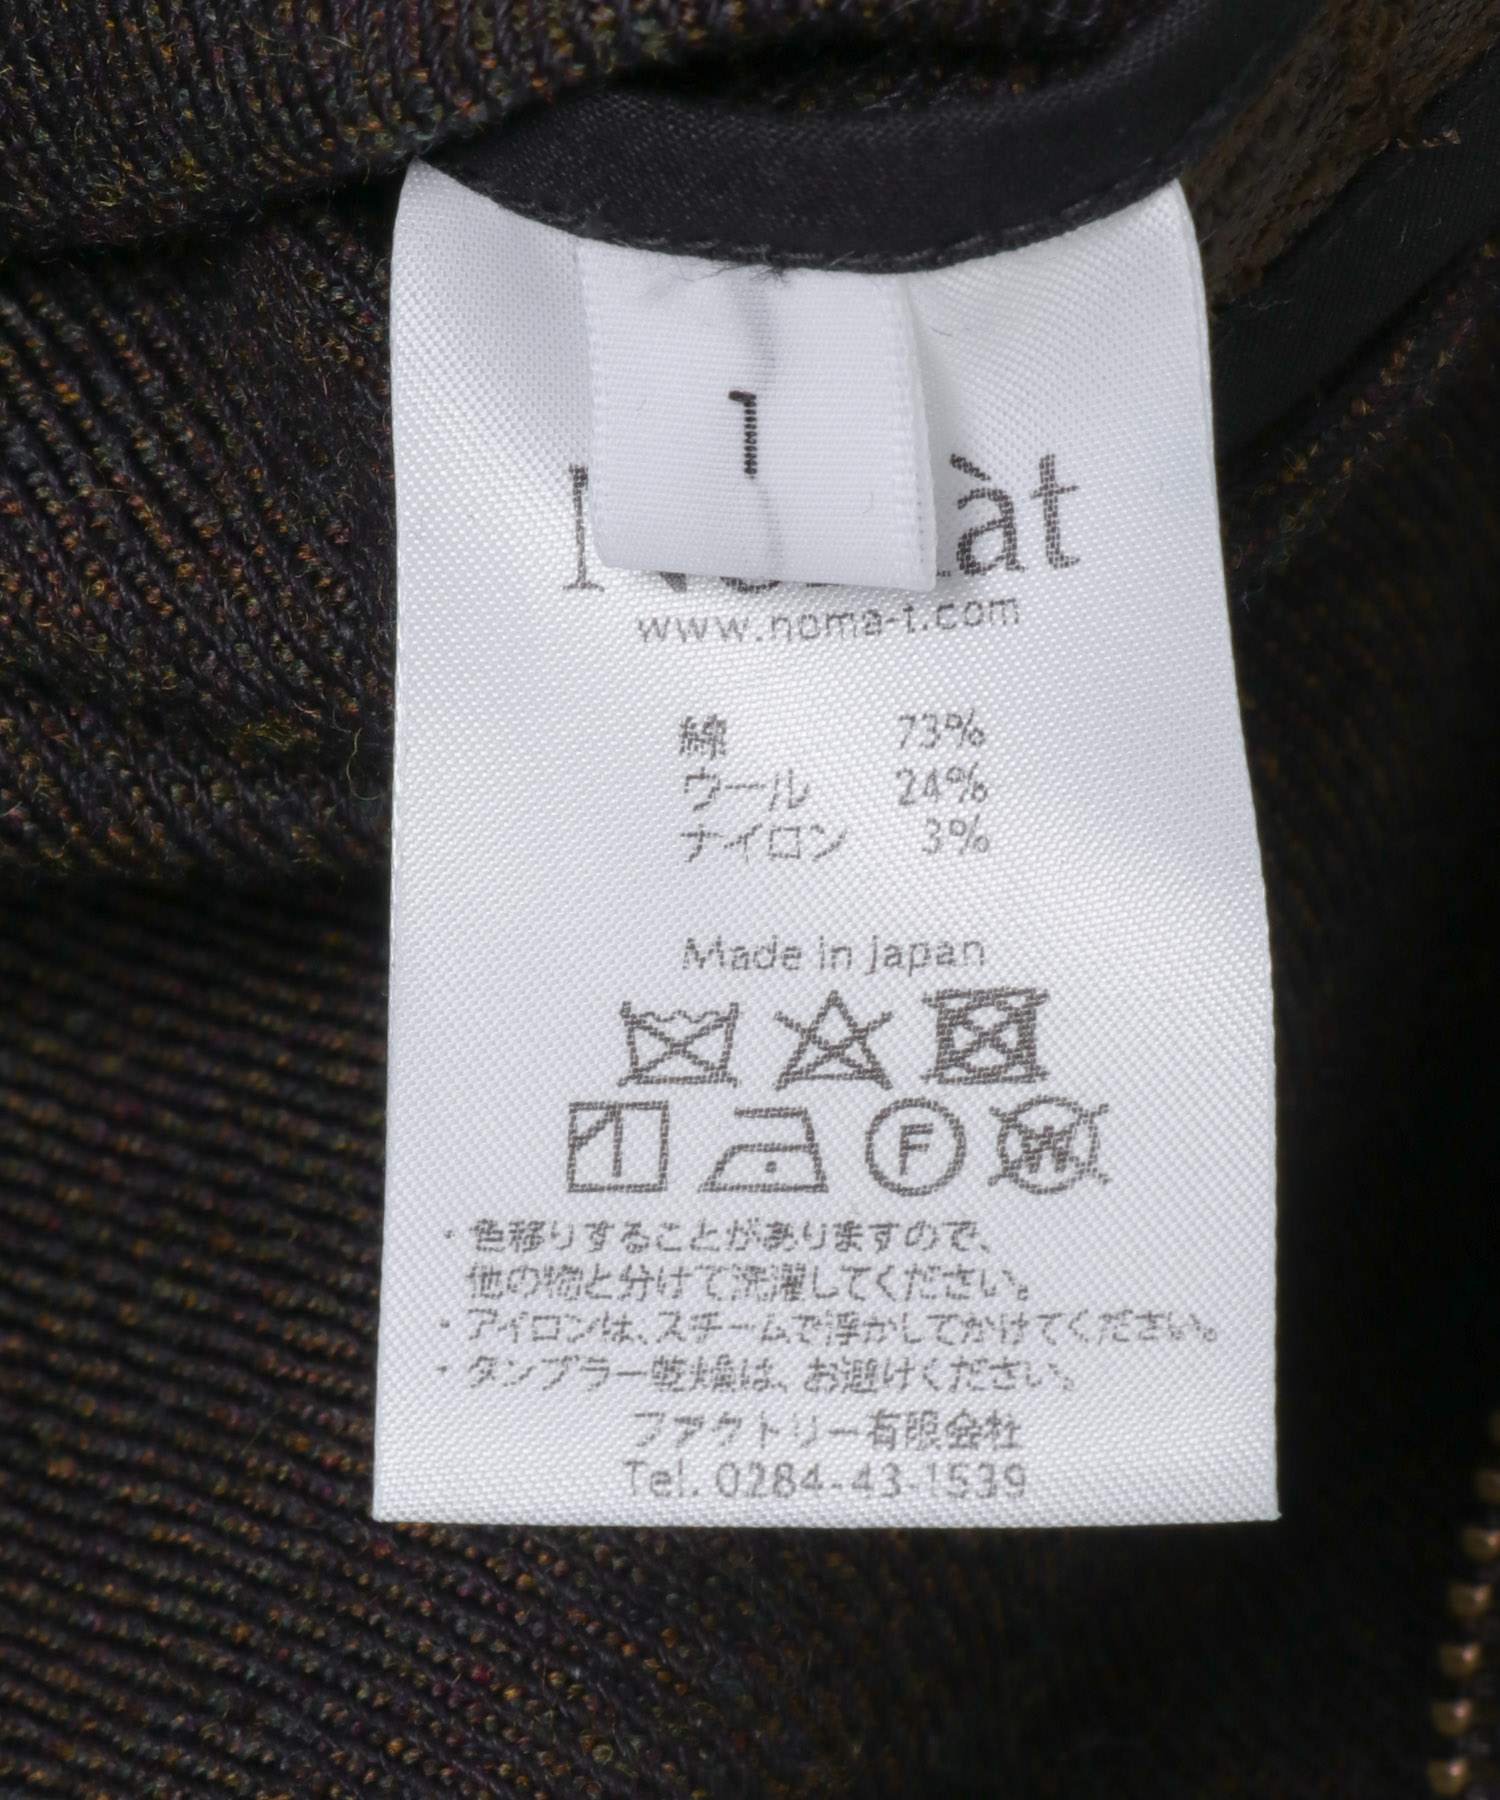 1
àt
www.noma-t.com
綿 73%
ウール 24%
ナイロン 3%
Made in Japan
F
W
・色移りすることがありますので、
他の物と分けて洗濯してください。
・アイロンは、スチームで浮かしてかけてください。
・タンブラー乾燥は、お避けください。
ファクトリー有限会社
Tel. 0284-43-1539